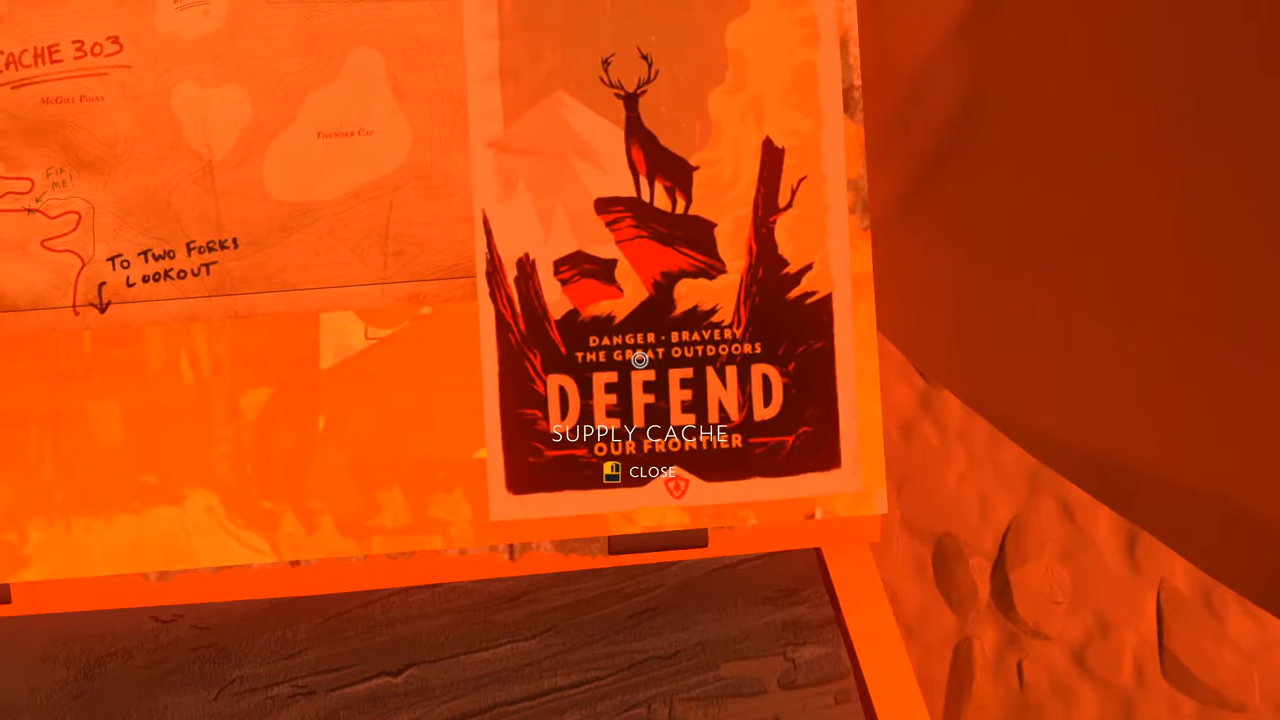 CACHE 303
McGill Point
Thunder Cap
FIX
ME!
TO TWO FORKS
LOOKOUT
DANGER · BRAVERY
THE GREAT OUTDOORS
DEFEND
SUPPLY CACHE
OUR FRONTIER
CLOSE